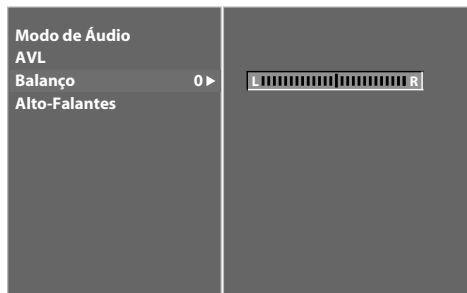 Modo de Áudio
AVL
Balanço 0 ▶ L R
Alto-Falantes